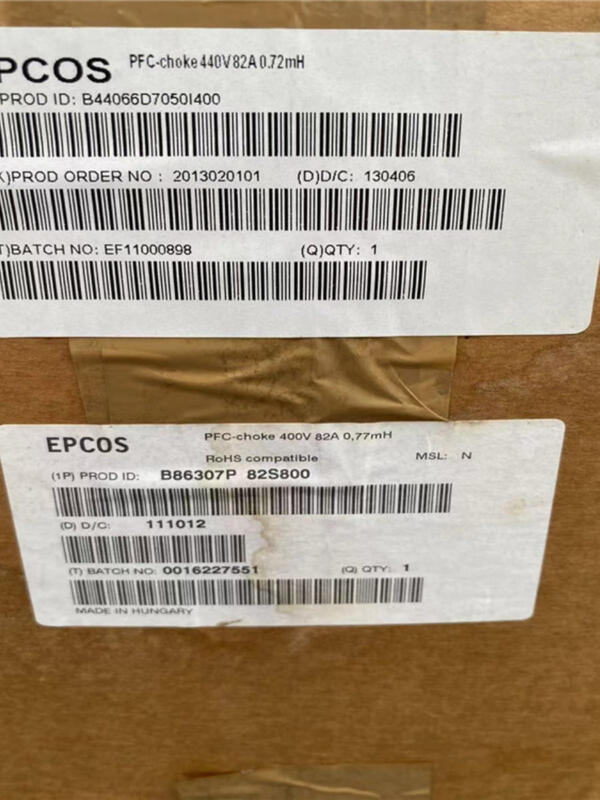 PCOS PFC-choke 440V 82A 0.72mH
PROD ID: B44066D7050I400
K)PROD ORDER NO : 2013020101 (D)D/C: 130406
T)BATCH NO: EF11000898 (Q)QTY: 1
EPCOS PFC-choke 400V 82A 0,77mH
RoHS compatible MSL: N
(1P) PROD ID: B86307P 82S800
(D) D/C: 111012
(T) BATCH NO: 0016227551 (Q) QTY: 1
MADE IN HUNGARY